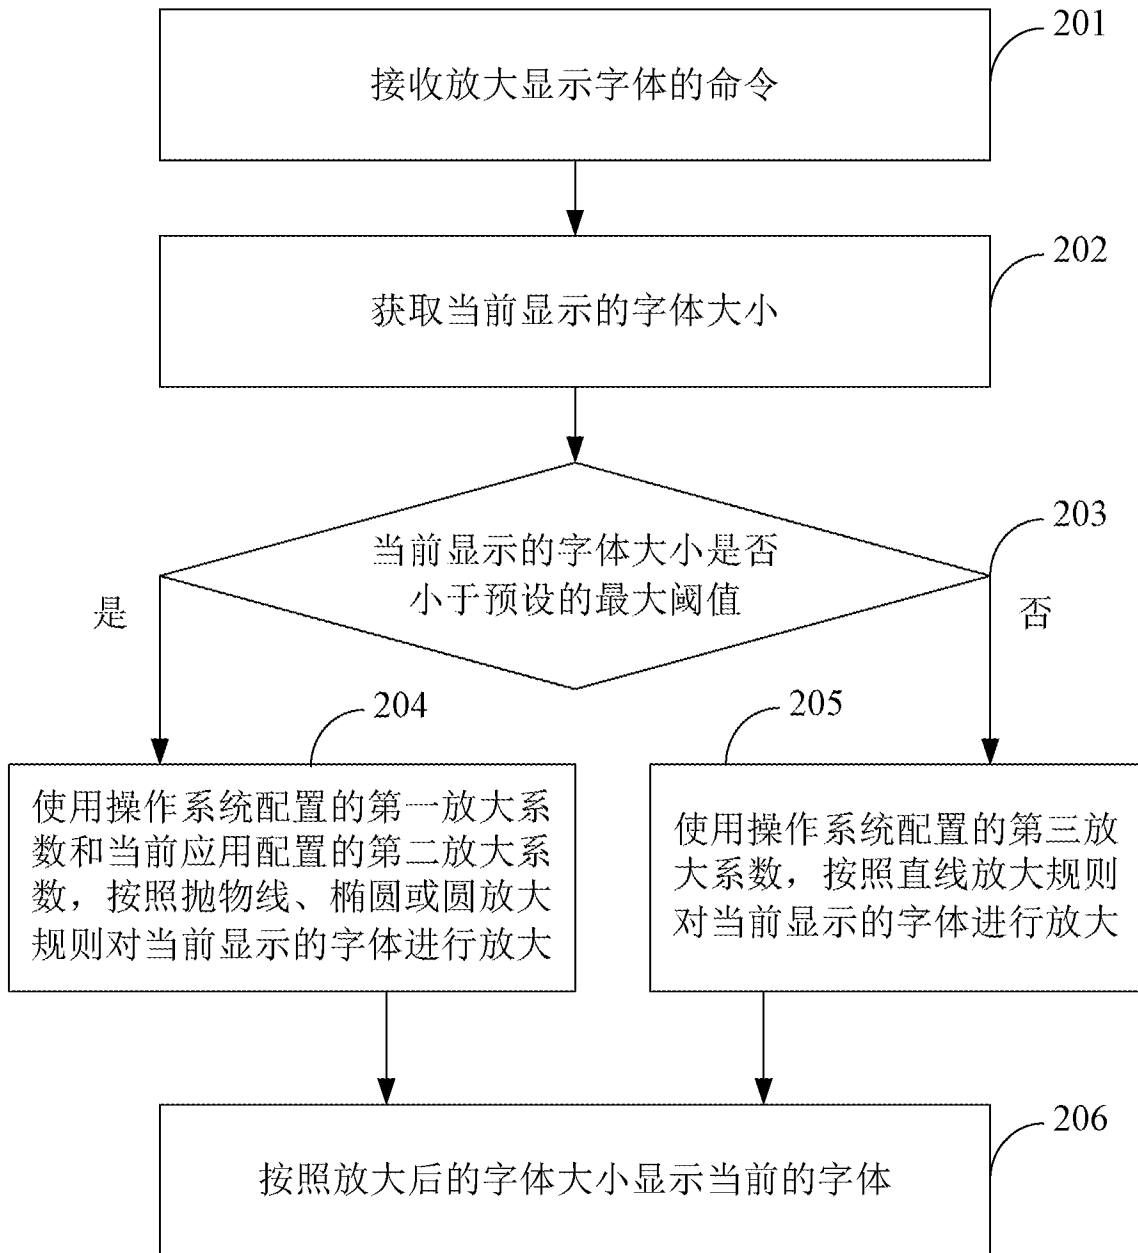 201
接收放大显示字体的命令
202
获取当前显示的字体大小
203
当前显示的字体大小是否
小于预设的最大阈值
是
否
204
205
使用操作系统配置的第一放大系
数和当前应用配置的第二放大系
数，按照抛物线、椭圆或圆放大
规则对当前显示的字体进行放大
使用操作系统配置的第三放
大系数，按照直线放大规则
对当前显示的字体进行放大
206
按照放大后的字体大小显示当前的字体